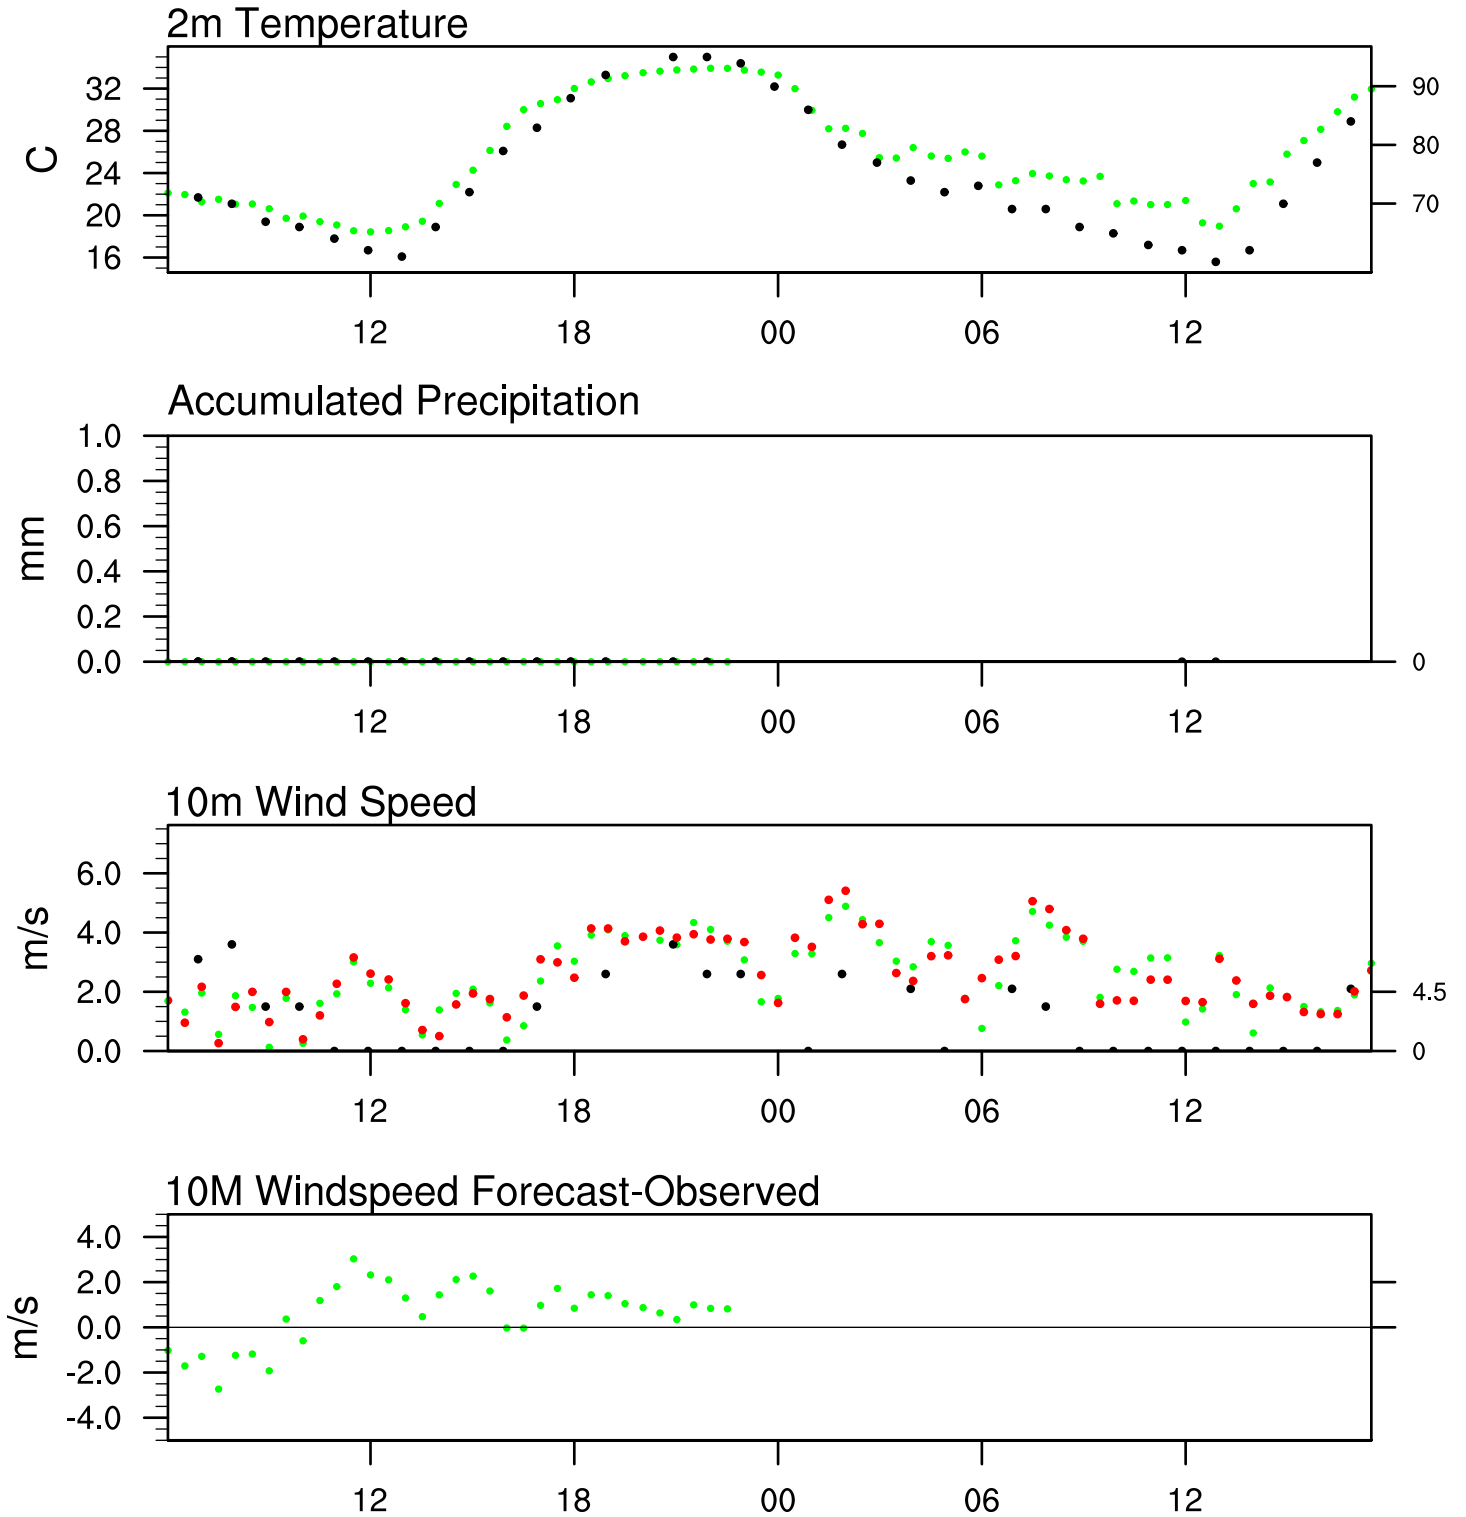 2m Temperature
C
32
28
24
20
16
90
80
70
12 18 00 06 12
Accumulated Precipitation
mm
1.0
0.8
0.6
0.4
0.2
0.0
0
12 18 00 06 12
10m Wind Speed
m/s
6.0
4.0
2.0
0.0
4.5
0
12 18 00 06 12
10M Windspeed Forecast-Observed
m/s
4.0
2.0
0.0
-2.0
-4.0
12 18 00 06 12